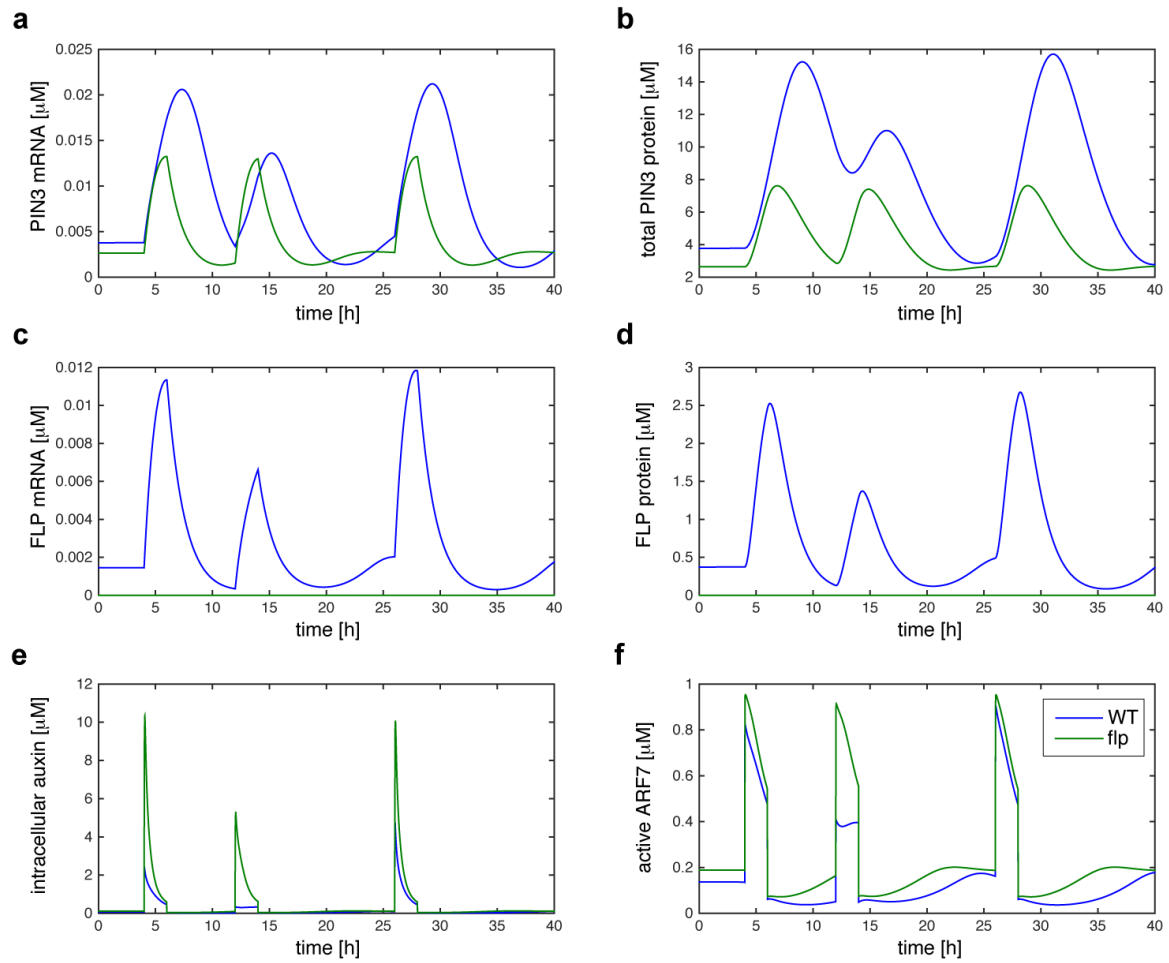 a
PIN3 mRNA [μM]
0.025
0.02
0.015
0.01
0.005
0
0 5 10 15 20 25 30 35 40
time [h]
b
total PIN3 protein [μM]
16
14
12
10
8
6
4
2
0 5 10 15 20 25 30 35 40
time [h]
c
FLP mRNA [μM]
0.012
0.01
0.008
0.006
0.004
0.002
0
0 5 10 15 20 25 30 35 40
time [h]
d
FLP protein [μM]
3
2.5
2
1.5
1
0.5
0
0 5 10 15 20 25 30 35 40
time [h]
e
intracellular auxin [μM]
12
10
8
6
4
2
0
0 5 10 15 20 25 30 35 40
time [h]
f
active ARF7 [μM]
1
0.8
0.6
0.4
0.2
0
0 5 10 15 20 25 30 35 40
time [h]
WT
flp